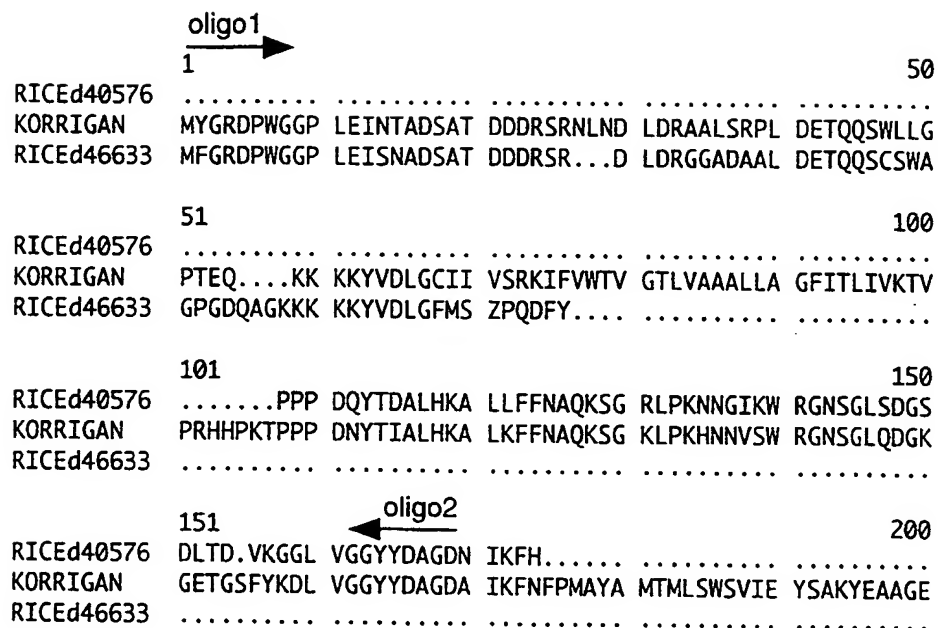 oligo1
1 50
RICEd40576 .......... .......... .......... .......... ..........
KORRIGAN MYGRDPWGGP LEINTADSAT DDDRSRNLND LDRAALSRPL DETQQSWLLG
RICEd46633 MFGRDPWGGP LEISNADSAT DDDRSR...D LDRGGADAAL DETQQSCSWA
51 100
RICEd40576 .......... .......... .......... .......... ..........
KORRIGAN PTEQ....KK KKYVDLGCII VSRKIFVWTV GTLVAAALLA GFITLIVKTV
RICEd46633 GPGDQAGKKK KKYVDLGFMS ZPQDFY.... .......... ..........
101 150
RICEd40576 .......PPP DQYTDALHKA LLFFNAQKSG RLPKNNGIKW RGNSGLSDGS
KORRIGAN PRHHPKTPPP DNYTIALHKA LKFFNAQKSG KLPKHNNVSW RGNSGLQDGK
RICEd46633 .......... .......... .......... .......... ..........
oligo2
151 200
RICEd40576 DLTD.VKGGL VGGYYDAGDN IKFH...... .......... ..........
KORRIGAN GETGSFYKDL VGGYYDAGDA IKFNFPMAYA MTMLSWSVIE YSAKYEAAGE
RICEd46633 .......... .......... .......... .......... ..........